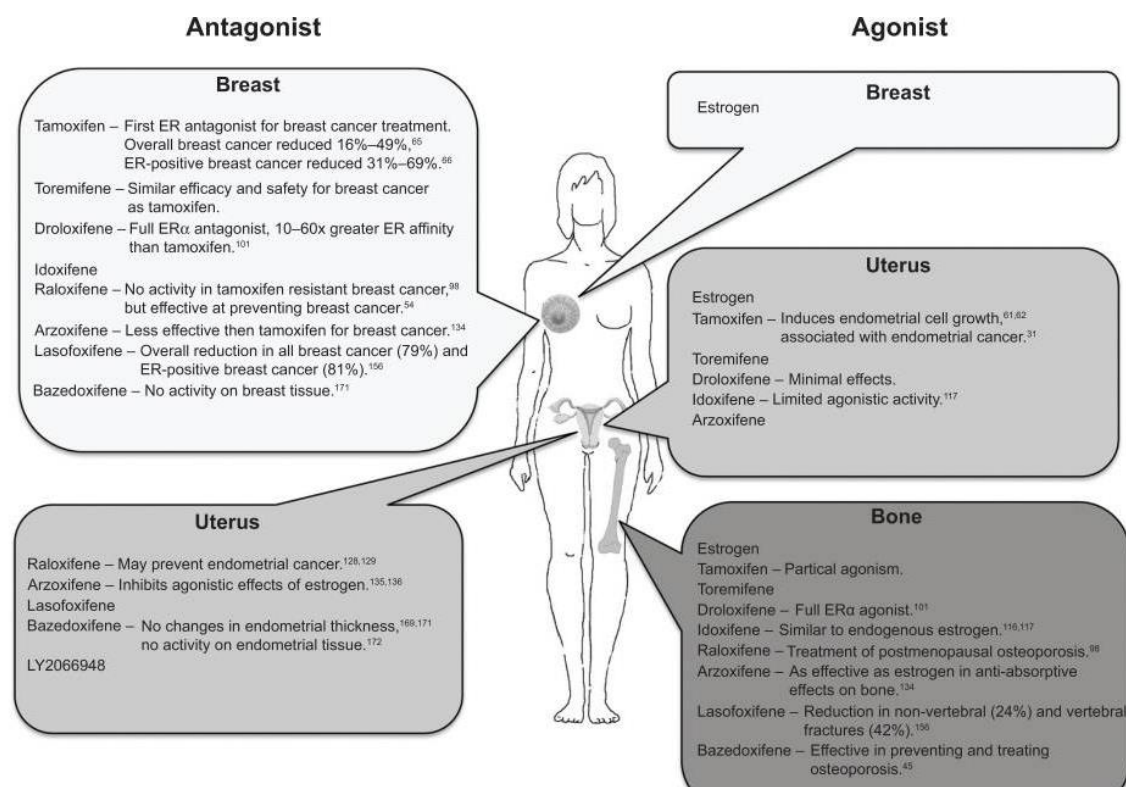 Antagonist
Agonist
Breast
Tamoxifen – First ER antagonist for breast cancer treatment.
Overall breast cancer reduced 16%–49%,65
ER-positive breast cancer reduced 31%–69%.66
Toremifene – Similar efficacy and safety for breast cancer
as tamoxifen.
Droloxifene – Full ERα antagonist, 10–60x greater ER affinity
than tamoxifen.101
Idoxifene
Raloxifene – No activity in tamoxifen resistant breast cancer,98
but effective at preventing breast cancer.54
Arzoxifene – Less effective then tamoxifen for breast cancer.134
Lasofoxifene – Overall reduction in all breast cancer (79%) and
ER-positive breast cancer (81%).156
Bazedoxifene – No activity on breast tissue.171
Breast
Estrogen
Uterus
Estrogen
Tamoxifen – Induces endometrial cell growth,61,62
associated with endometrial cancer.31
Toremifene
Droloxifene – Minimal effects.
Idoxifene – Limited agonistic activity.117
Arzoxifene
Uterus
Raloxifene – May prevent endometrial cancer.128,129
Arzoxifene – Inhibits agonistic effects of estrogen.135,136
Lasofoxifene
Bazedoxifene – No changes in endometrial thickness,169,171
no activity on endometrial tissue.172
LY2066948
Bone
Estrogen
Tamoxifen – Partical agonism.
Toremifene
Droloxifene – Full ERα agonist.101
Idoxifene – Similar to endogenous estrogen.116,117
Raloxifene – Treatment of postmenopausal osteoporosis.98
Arzoxifene – As effective as estrogen in anti-absorptive
effects on bone.134
Lasofoxifene – Reduction in non-vertebral (24%) and vertebral
fractures (42%).156
Bazedoxifene – Effective in preventing and treating
osteoporosis.45